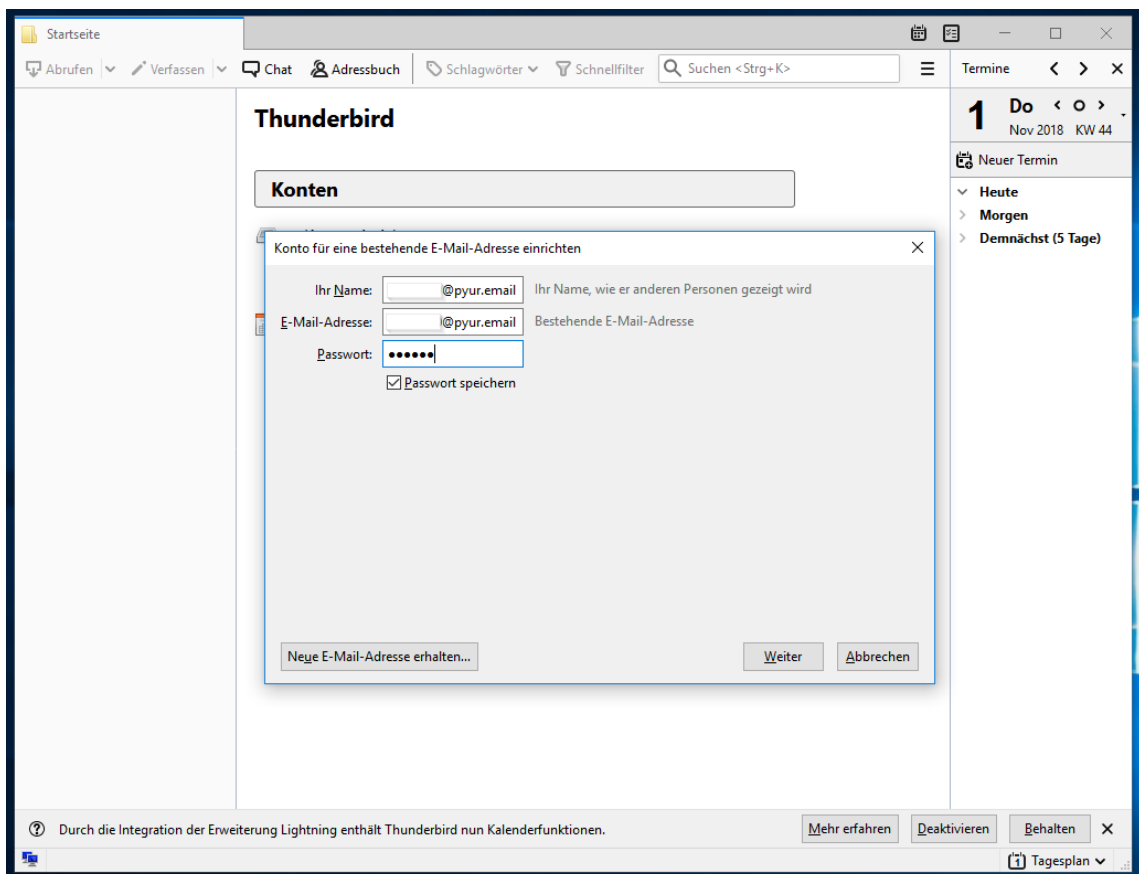 Startseite
Abrufen Verfassen Chat Adressbuch Schlagwörter Schnellfilter Suchen <Strg+K> Termine
Thunderbird
1 Do
Nov 2018 KW 44
Neuer Termin
Konten
Heute
Morgen
Demnächst (5 Tage)
Konto für eine bestehende E-Mail-Adresse einrichten
Ihr Name: @pyur.email Ihr Name, wie er anderen Personen gezeigt wird
E-Mail-Adresse: @pyur.email Bestehende E-Mail-Adresse
Passwort: ••••••
Passwort speichern
Neue E-Mail-Adresse erhalten... Weiter Abbrechen
Durch die Integration der Erweiterung Lightning enthält Thunderbird nun Kalenderfunktionen. Mehr erfahren Deaktivieren Behalten
1 Tagesplan